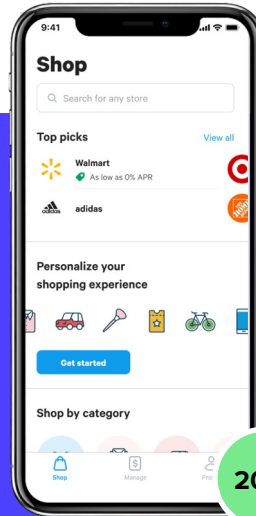 9:41
Shop
Search for any store
Top picks
View all
Walmart
As low as 0% APR
adidas
adidas
Personalize your
shopping experience
Get started
Shop by category
Shop
Manage
20